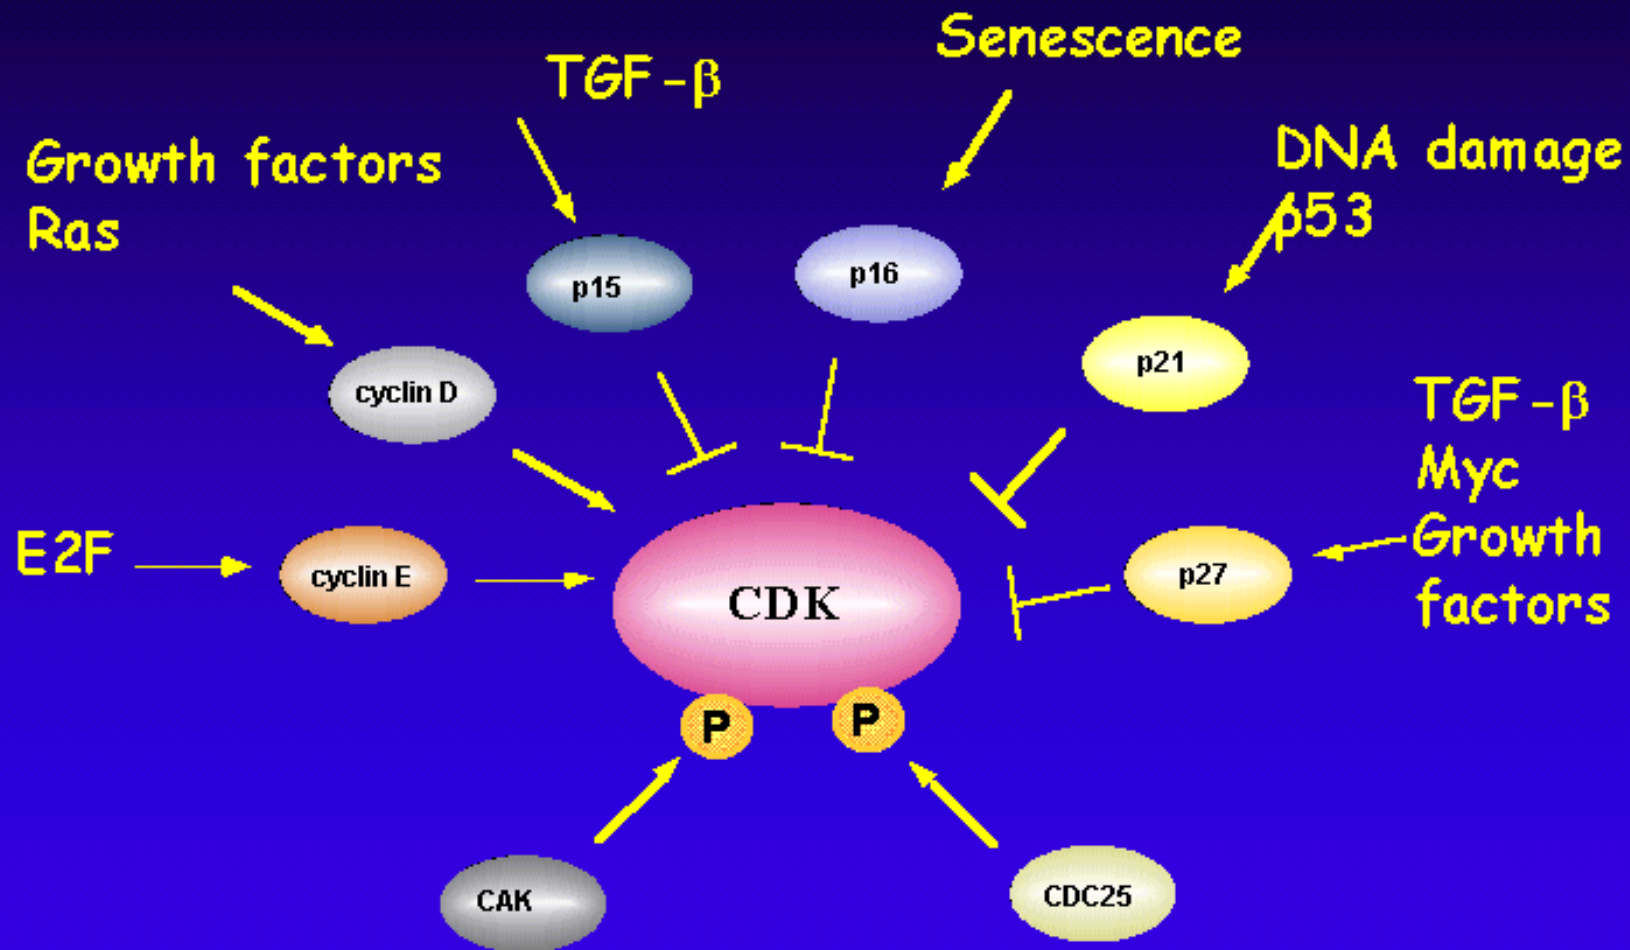 Senescence
TGF-β
DNA damage
p53
Growth factors
Ras
p15
p16
p21
cyclin D
TGF-β
Myc
Growth
factors
E2F
cyclin E
CDK
p27
P
P
CAK
CDC25